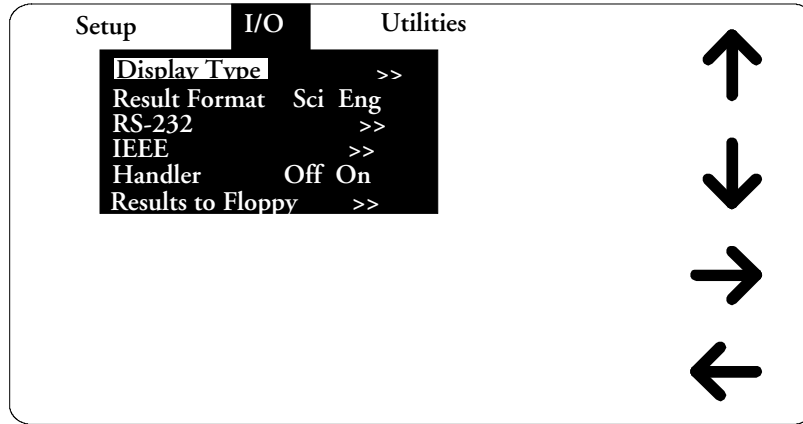 Setup I/O Utilities
Display Type >>
Result Format Sci Eng
RS-232 >>
IEEE >>
Handler Off On
Results to Floppy >>